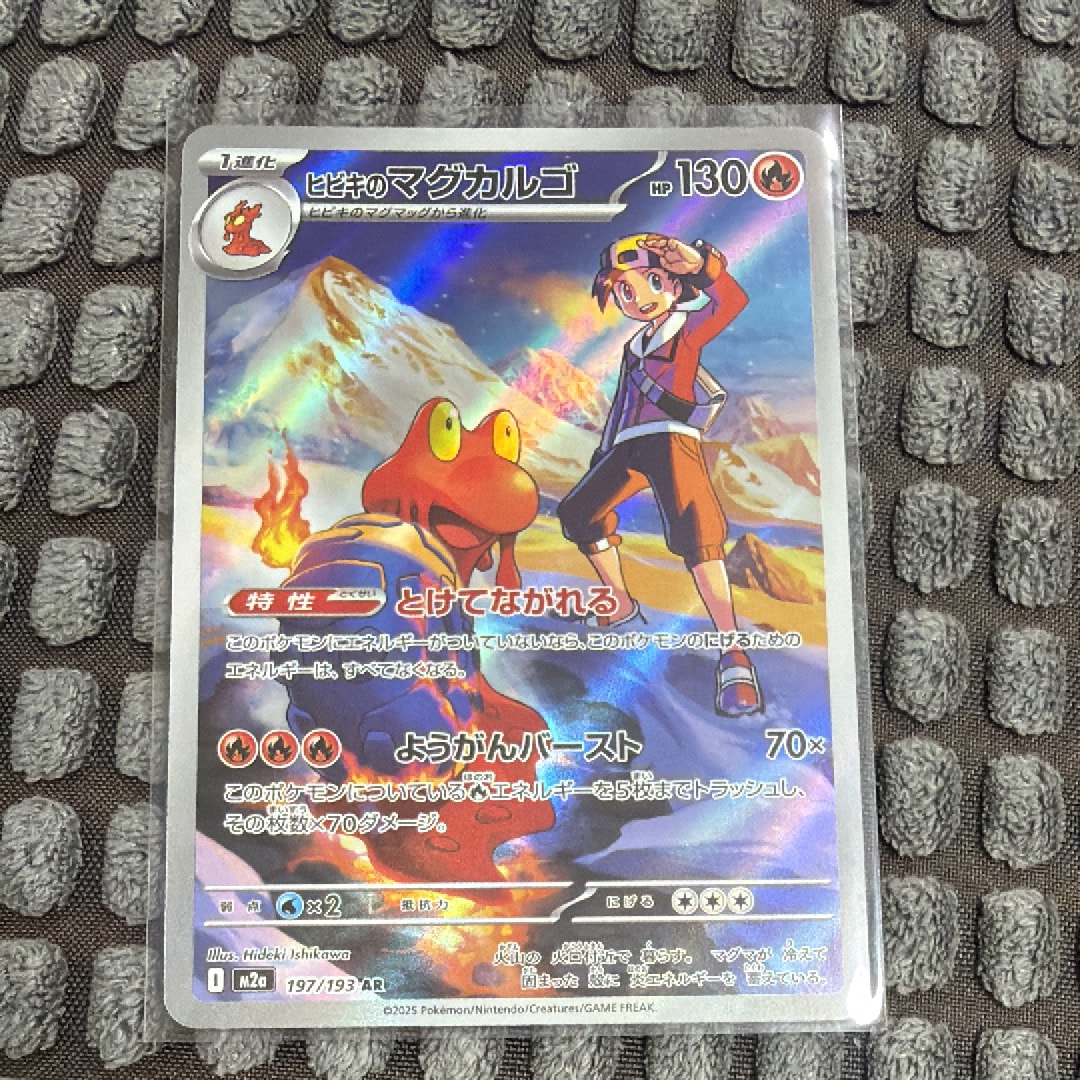 1進化
ヒビキのマグカルゴ HP 130
ヒビキのマグマッグから進化
特性 とくせい とけてながれる
このポケモンにエネルギーがついていないなら、このポケモンのにげるための
エネルギーは、すべてなくなる。
ようがんバースト 70×
このポケモンについているエネルギーを5枚までトラッシュし、
その枚数×70ダメージ。
弱点 ×2 抵抗力 にげる
Illus. Hideki Ishikawa
火山の 火口付近で 暮らす。 マグマが 冷えて
固まった 殻に 炎エネルギーを 蓄えている。
I m2a 197/193 AR
©2025 Pokémon/Nintendo/Creatures/GAME FREAK.